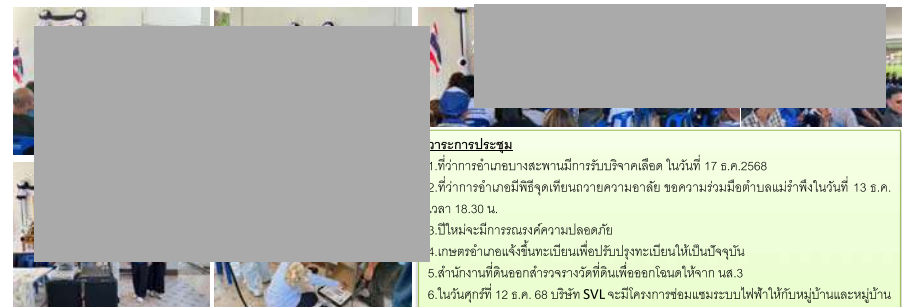 วาระการประชุม
1.ที่ว่าการอำเภอบางสะพานมีการรับบริจาคเลือด ในวันที่ 17 ธ.ค.2568
2.ที่ว่าการอำเภอมีพิธีจุดเทียนถวายความอาลัย ขอความร่วมมือตำบลแม่รำพึงในวันที่ 13 ธ.ค.
เวลา 18.30 น.
3.ปีใหม่จะมีการรณรงค์ความปลอดภัย
4.เกษตรอำเภอแจ้งขึ้นทะเบียนเพื่อปรับปรุงทะเบียนให้เป็นปัจจุบัน
5.สำนักงานที่ดินออกสำรวจรางวัดที่ดินเพื่อออกโฉนดให้จาก นส.3
6.ในวันศุกร์ที่ 12 ธ.ค. 68 บริษัท SVL จะมีโครงการซ่อมแซมระบบไฟฟ้าให้กับหมู่บ้านและหมู่บ้าน